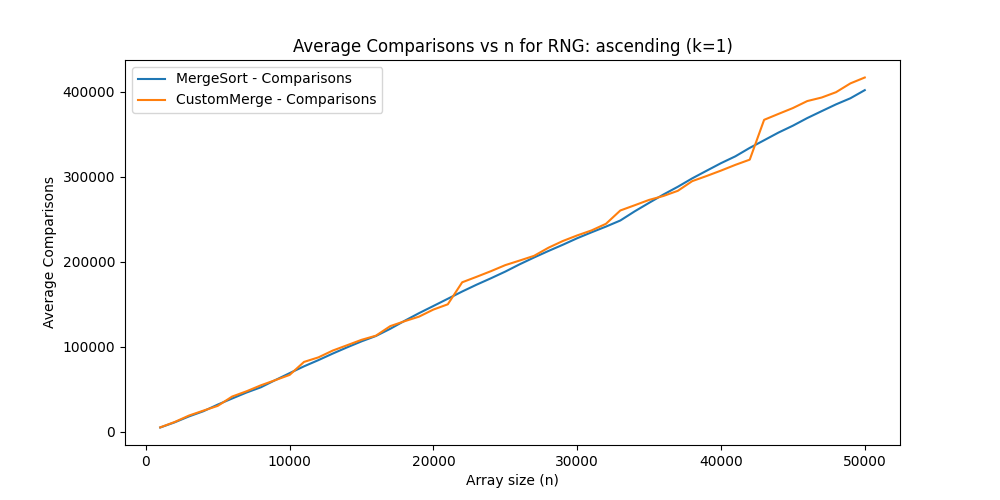 Average Comparisons vs n for RNG: ascending (k=1)
MergeSort - Comparisons
CustomMerge - Comparisons
400000
300000
200000
100000
0
Average Comparisons
0 10000 20000 30000 40000 50000
Array size (n)